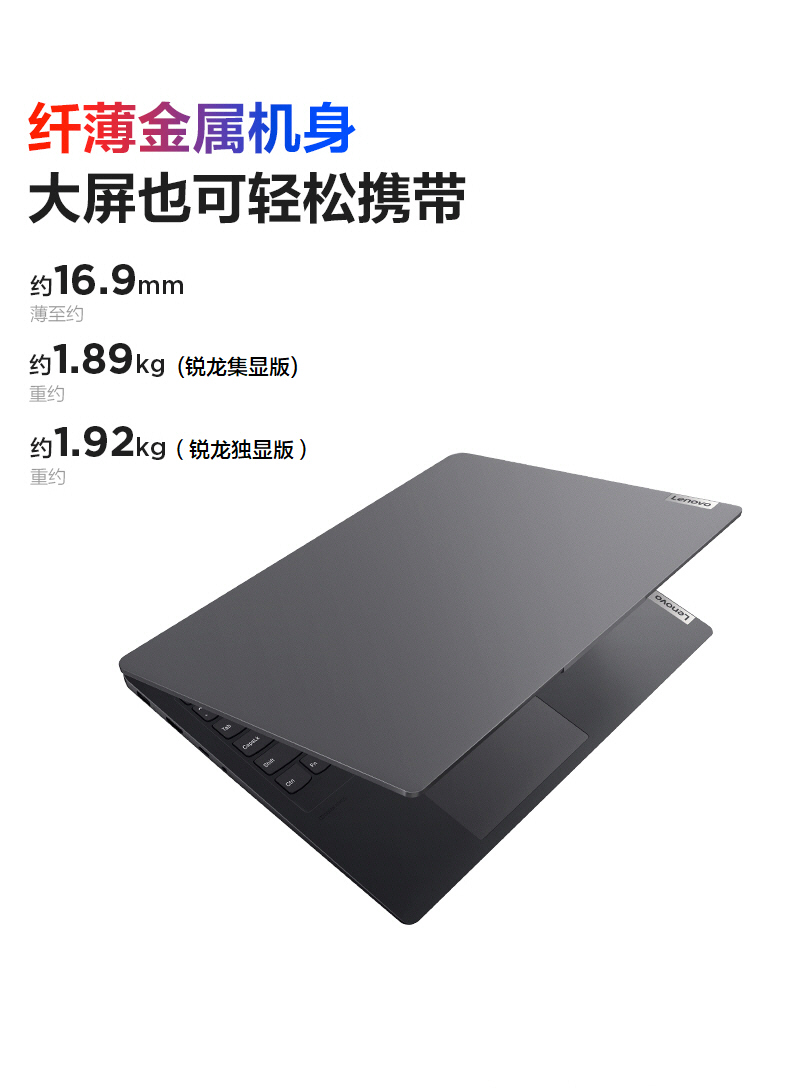 纤薄金属机身
大屏也可轻松携带
约16.9mm
薄至约
约1.89kg (锐龙集显版)
重约
约1.92kg ( 锐龙独显版 )
重约
Lenovo
Lenovo
Tab
CapsLk
Shift
Fn
Ctrl